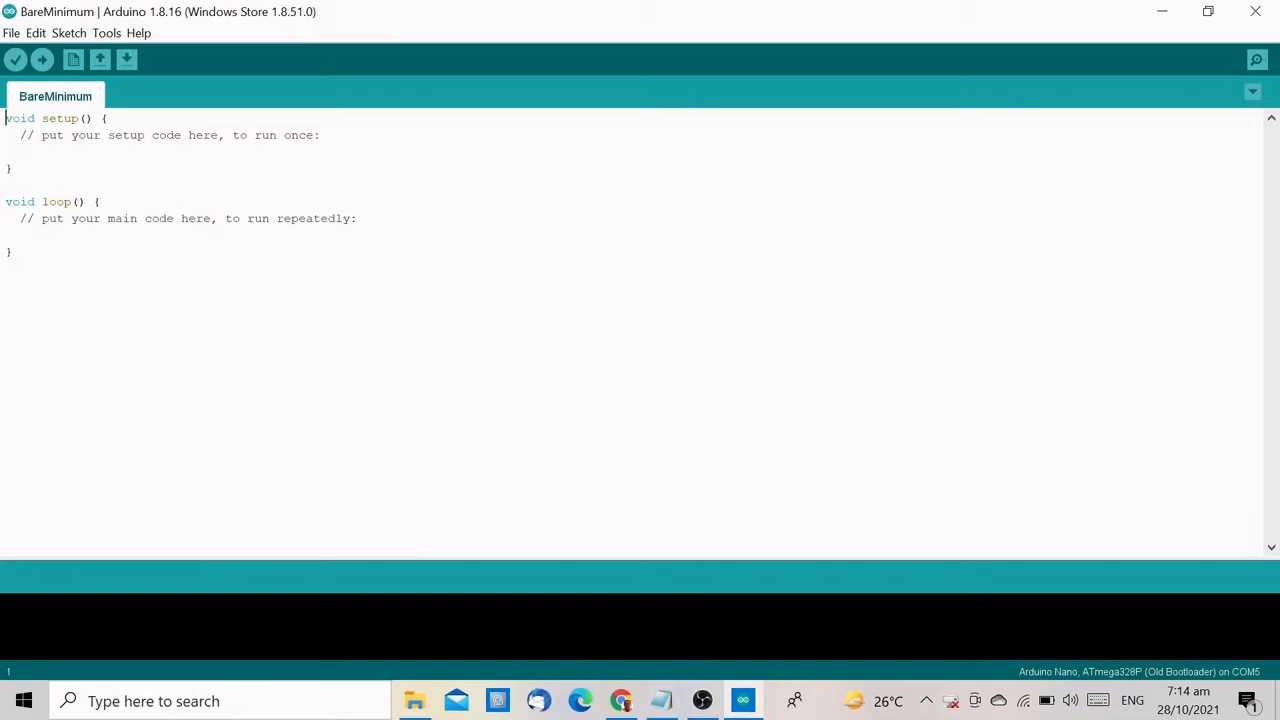 BareMinimum | Arduino 1.8.16 (Windows Store 1.8.51.0)
File Edit Sketch Tools Help
BareMinimum
void setup() {
// put your setup code here, to run once:
}
void loop() {
// put your main code here, to run repeatedly:
}
1
Arduino Nano, ATmega328P (Old Bootloader) on COM5
Type here to search
26°C
ENG
7:14 am
28/10/2021
1